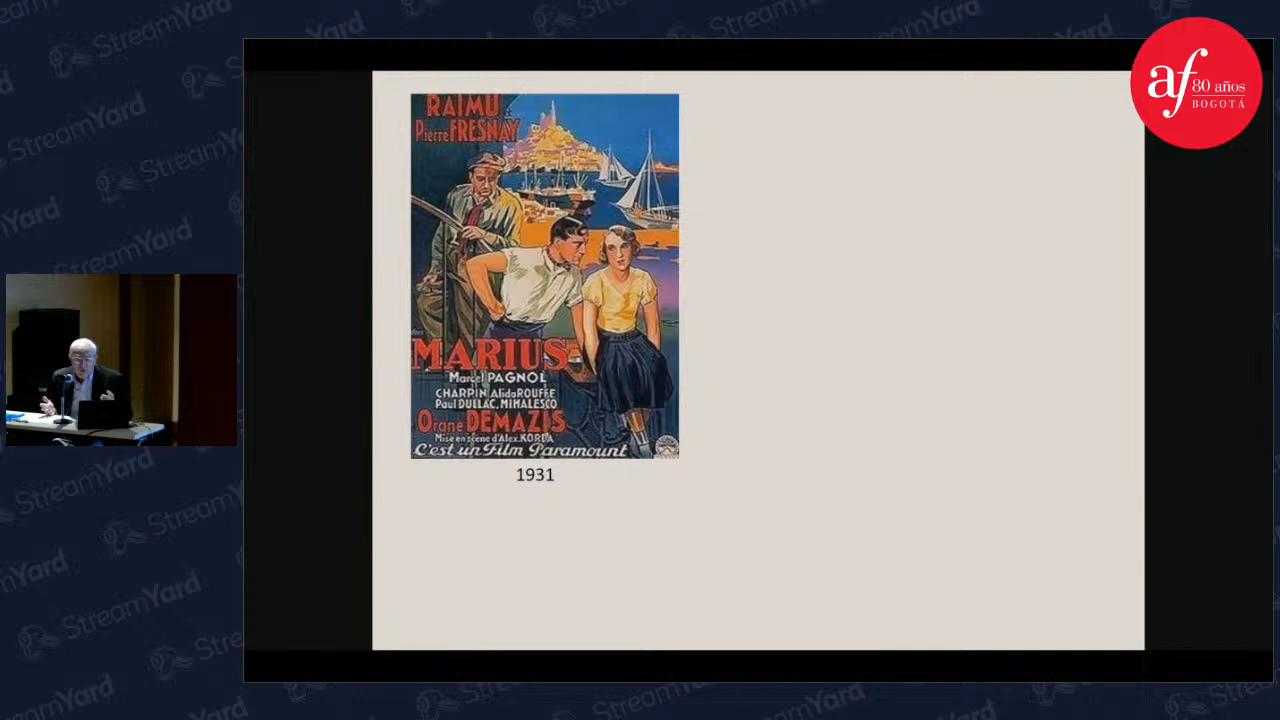 StreamYard
af 80 años
BOGOTÁ
RAIMU &
Pierre FRESNAY
MARIUS
Marcel PAGNOL
CHARPIN, Alida ROUFFE
Paul DULLAC, MIHALESCO
Orane DEMAZIS
Mise en scène d'Alex. KORDA
C'est un Film Paramount
1931